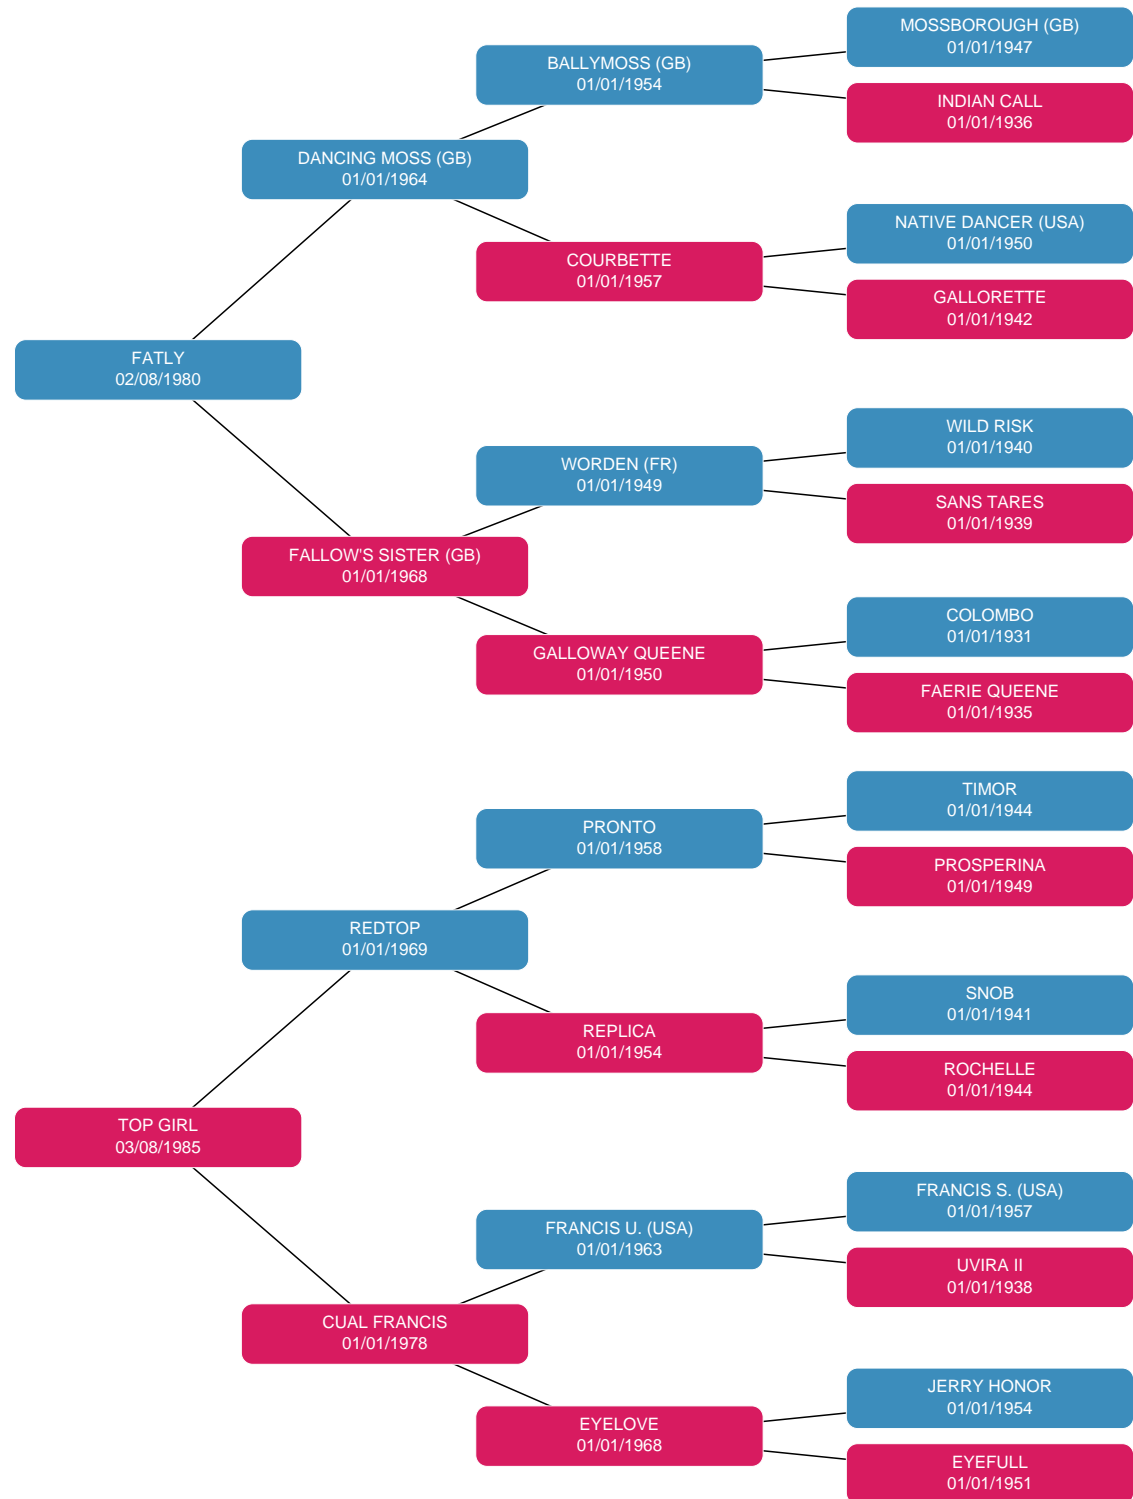 MOSSBOROUGH (GB)
01/01/1947
BALLYMOSS (GB)
01/01/1954
INDIAN CALL
01/01/1936
DANCING MOSS (GB)
01/01/1964
NATIVE DANCER (USA)
01/01/1950
COURBETTE
01/01/1957
GALLORETTE
01/01/1942
FATLY
02/08/1980
WILD RISK
01/01/1940
WORDEN (FR)
01/01/1949
SANS TARES
01/01/1939
FALLOW'S SISTER (GB)
01/01/1968
COLOMBO
01/01/1931
GALLOWAY QUEENE
01/01/1950
FAERIE QUEENE
01/01/1935
TIMOR
01/01/1944
PRONTO
01/01/1958
PROSPERINA
01/01/1949
REDTOP
01/01/1969
SNOB
01/01/1941
REPLICA
01/01/1954
ROCHELLE
01/01/1944
TOP GIRL
03/08/1985
FRANCIS S. (USA)
01/01/1957
FRANCIS U. (USA)
01/01/1963
UVIRA II
01/01/1938
CUAL FRANCIS
01/01/1978
JERRY HONOR
01/01/1954
EYELOVE
01/01/1968
EYEFULL
01/01/1951